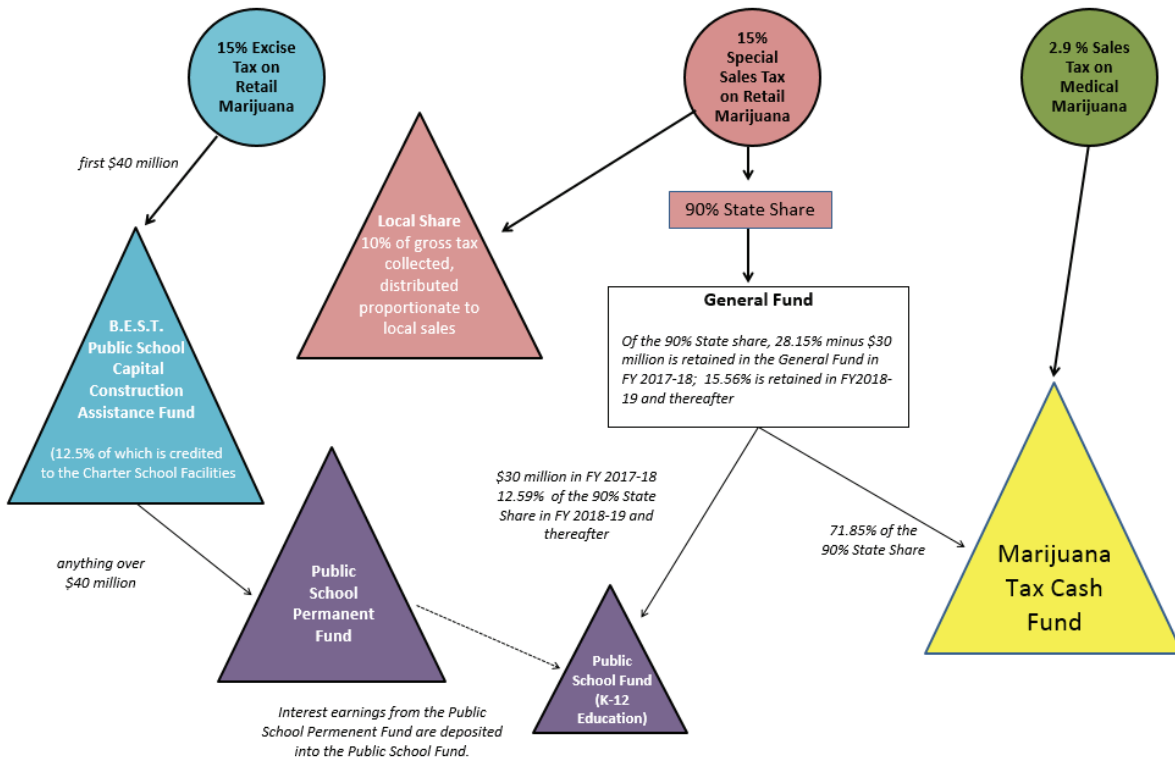 15% Excise
Tax on
Retail
Marijuana
15%
Special
Sales Tax
on Retail
Marijuana
2.9 % Sales
Tax on
Medical
Marijuana
first $40 million
90% State Share
Local Share
10% of gross tax
collected,
distributed
proportionate to
local sales
General Fund
Of the 90% State share, 28.15% minus $30
million is retained in the General Fund in
FY 2017-18; 15.56% is retained in FY2018-
19 and thereafter
B.E.S.T.
Public School
Capital
Construction
Assistance Fund
(12.5% of which is credited
to the Charter School Facilities
$30 million in FY 2017-18
12.59% of the 90% State
Share in FY 2018-19 and
thereafter
71.85% of the
90% State Share
anything over
$40 million
Public
School
Permanent
Fund
Marijuana
Tax Cash
Fund
Public
School Fund
(K-12
Education)
Interest earnings from the Public
School Permenent Fund are deposited
into the Public School Fund.